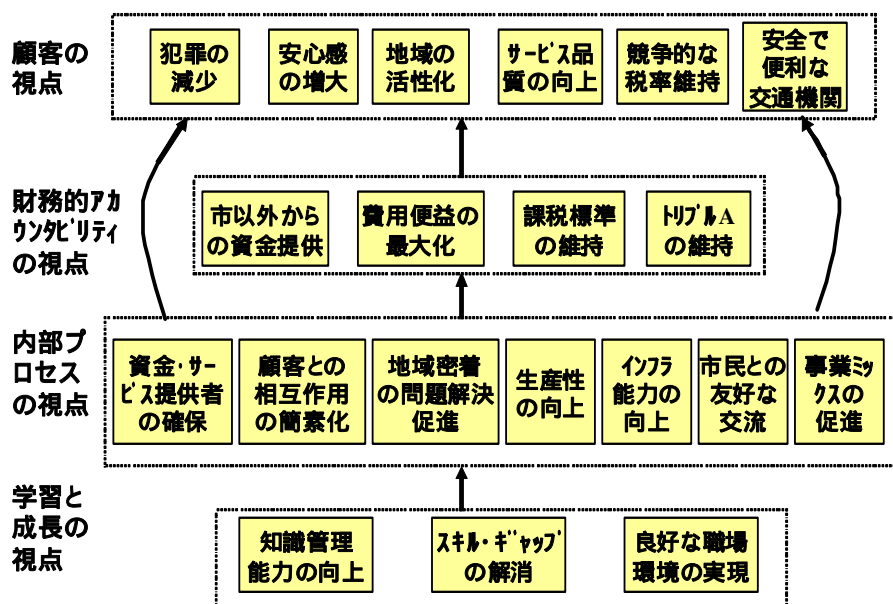 顧客の
視点
犯罪の
減少
安心感
の増大
地域の
活性化
ｻｰﾋﾞｽ品
質の向上
競争的な
税率維持
安全で
便利な
交通機関
財務的ｱｶ
ｳﾝﾀﾋﾞﾘﾃｨ
の視点
市以外から
の資金提供
費用便益の
最大化
課税標準
の維持
ﾄﾘﾌﾟﾙA
の維持
内部プ
ロセス
の視点
資金･サー
ﾋﾞｽ提供者
の確保
顧客との
相互作用
の簡素化
地域密着
の問題解決
促進
生産性
の向上
ｲﾝﾌﾗ
能力の
向上
市民との
友好な
交流
事業ﾐｯ
ｸｽの
促進
学習と
成長の
視点
知識管理
能力の向上
ｽｷﾙ･ｷﾞｬｯﾌﾟ
の解消
良好な職場
環境の実現